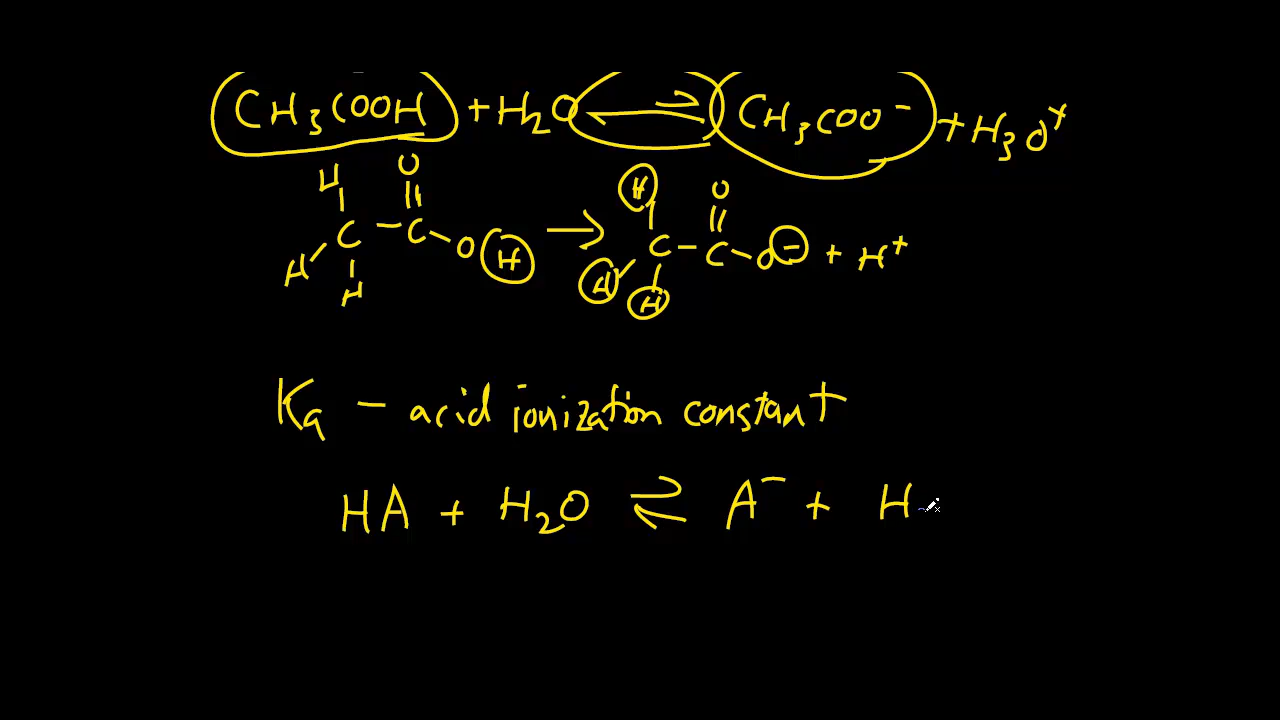 CH3COOH + H2O ⇌ CH3COO⁻ + H3O⁺
H O H O
H C – C O H → H C – C O⁻ + H⁺
H H
Ka – acid ionization constant
HA + H2O ⇌ A⁻ + H